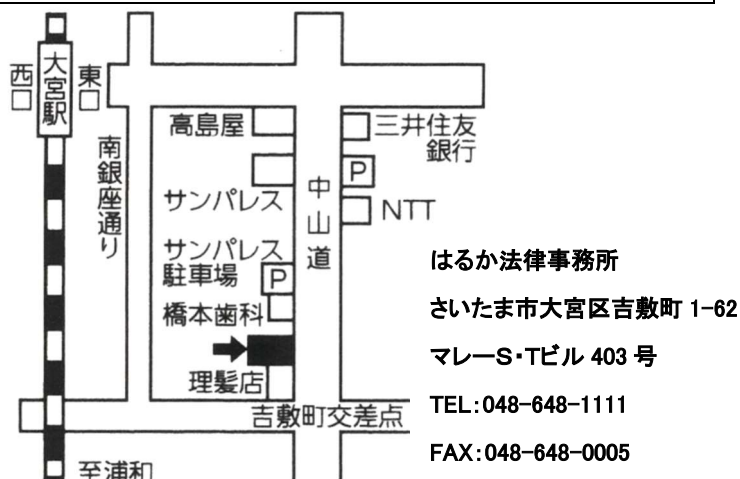 大宮駅
西口
東口
南銀座通り
高島屋
サンパレス
サンパレス
駐車場
P
橋本歯科
理髪店
中山道
三井住友
銀行
P
NTT
吉敷町交差点
至浦和
はるか法律事務所
さいたま市大宮区吉敷町 1-62
マレーS・Tビル 403 号
TEL:048-648-1111
FAX:048-648-0005